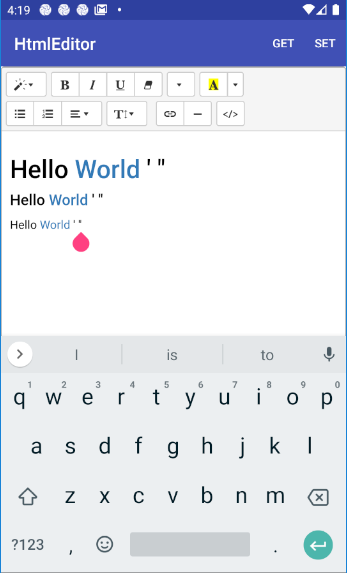 4:19
HtmlEditor GET SET
B I U A
T </>
Hello World ' "
Hello World ' "
Hello World ' "
I is to
1 2 3 4 5 6 7 8 9 0
q w e r t y u i o p
a s d f g h j k l
z x c v b n m
?123 , .